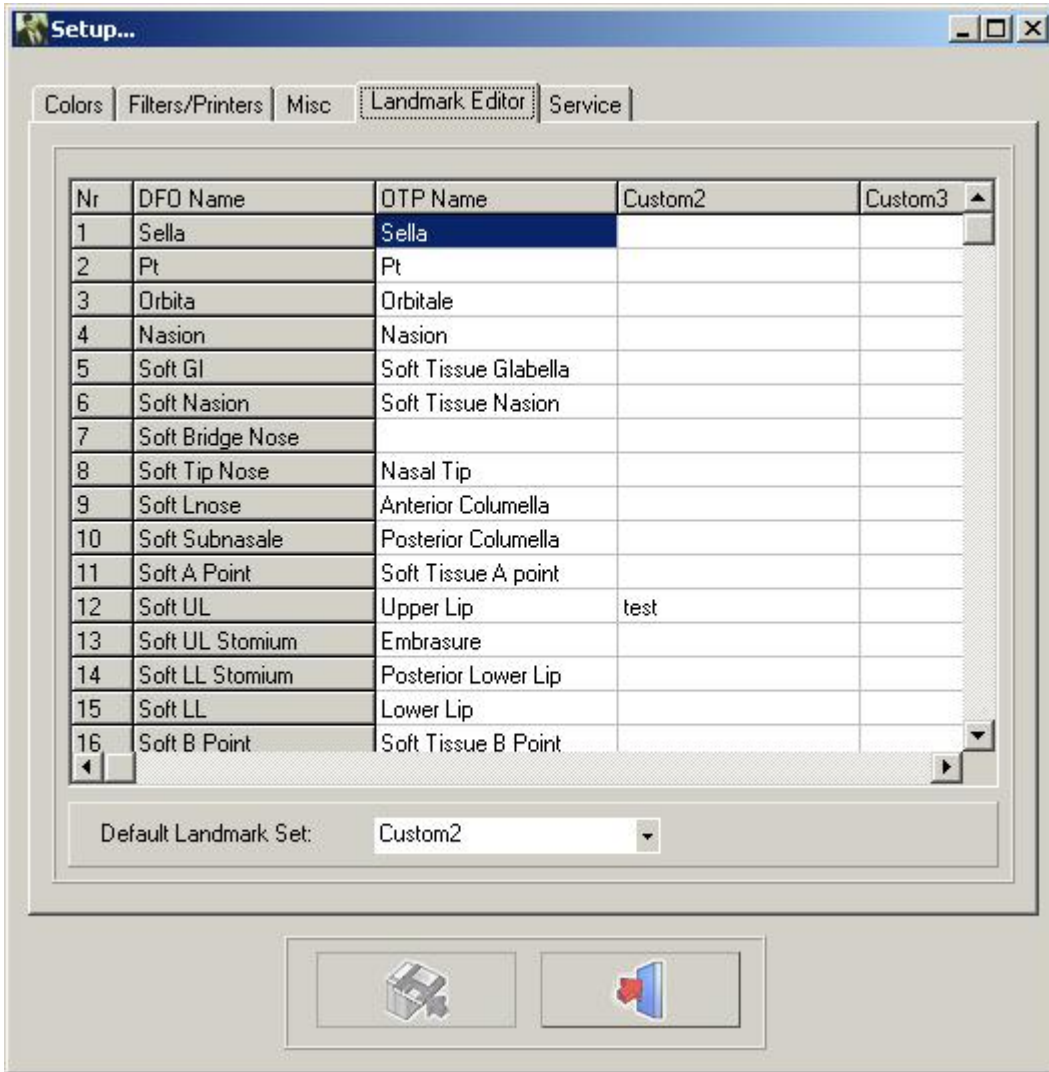 Setup...
Colors Filters/Printers Misc Landmark Editor Service
Nr DFO Name OTP Name Custom2 Custom3
1 Sella Sella
2 Pt Pt
3 Orbita Orbitale
4 Nasion Nasion
5 Soft Gl Soft Tissue Glabella
6 Soft Nasion Soft Tissue Nasion
7 Soft Bridge Nose
8 Soft Tip Nose Nasal Tip
9 Soft Lnose Anterior Columella
10 Soft Subnasale Posterior Columella
11 Soft A Point Soft Tissue A point
12 Soft UL Upper Lip test
13 Soft UL Stomium Embrasure
14 Soft LL Stomium Posterior Lower Lip
15 Soft LL Lower Lip
16 Soft B Point Soft Tissue B Point
Default Landmark Set: Custom2